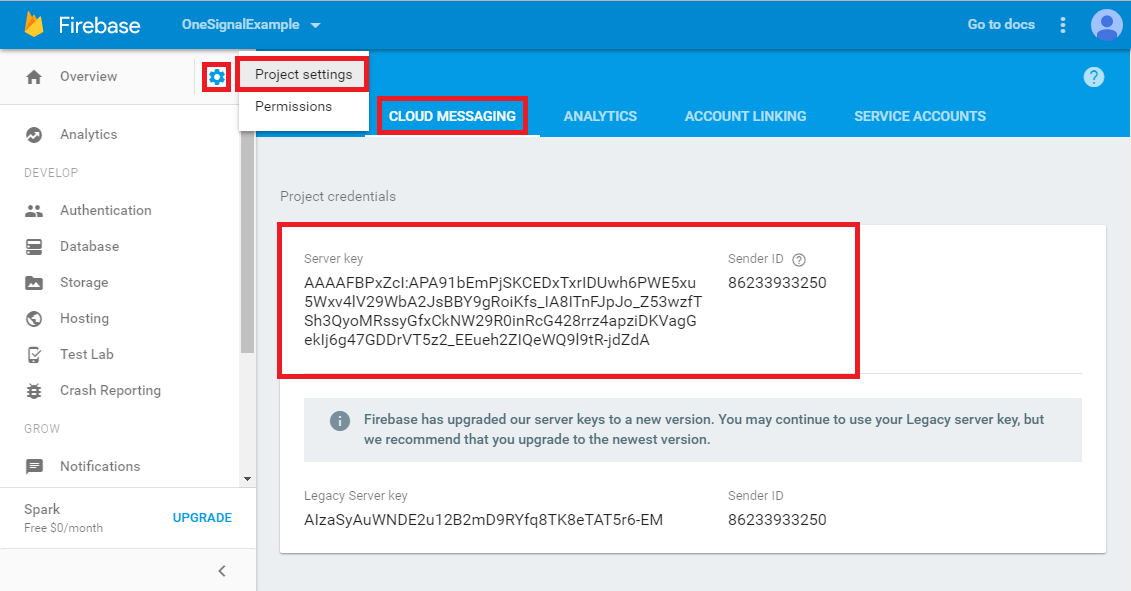 Firebase
OneSignalExample
Go to docs
Overview
Project settings
Permissions
CLOUD MESSAGING
ANALYTICS
ACCOUNT LINKING
SERVICE ACCOUNTS
Analytics
DEVELOP
Authentication
Database
Storage
Hosting
Test Lab
Crash Reporting
GROW
Notifications
Spark
Free $0/month
UPGRADE
Project credentials
Server key
AAAAFBPxZcI:APA91bEmPjSKCEDxTxrIDUwh6PWE5xu
5Wxv4lV29WbA2JsBBY9gRoiKfs_IA8ITnFJpJo_Z53wzfT
Sh3QyoMRssyGfxCkNW29R0inRcG428rrz4apziDKVagG
ekIj6g47GDDrVT5z2_EEueh2ZIQeWQ9l9tR-jdZdA
Sender ID
86233933250
Firebase has upgraded our server keys to a new version. You may continue to use your Legacy server key, but
we recommend that you upgrade to the newest version.
Legacy Server key
AIzaSyAuWNDE2u12B2mD9RYfq8TK8eTAT5r6-EM
Sender ID
86233933250